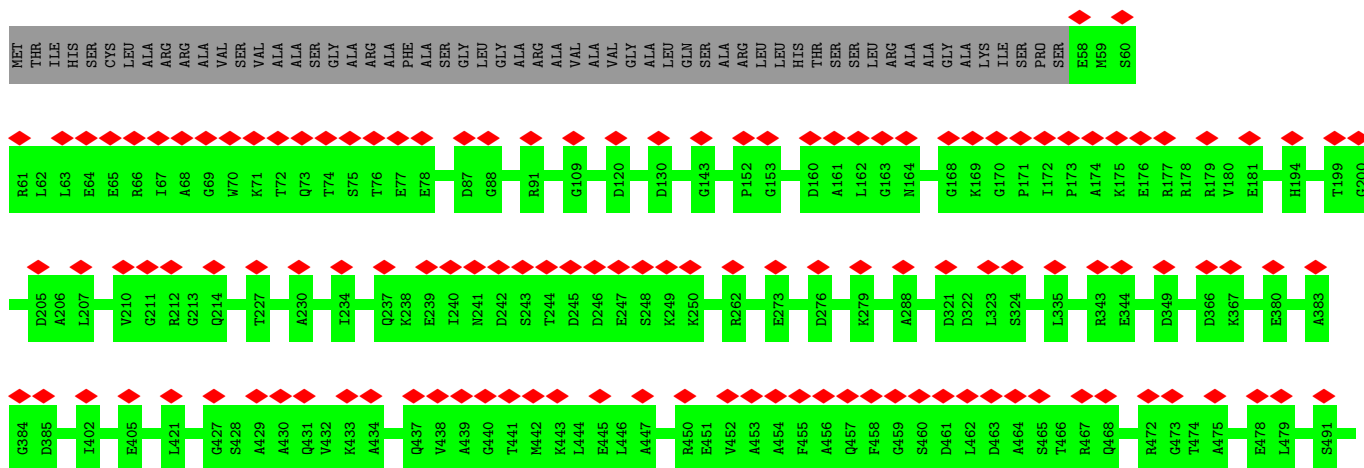 MET THR ILE HIS SER CYS LEU ALA ARG ARG ALA VAL SER VAL ALA ALA SER GLY ALA ARG ALA PHE ALA SER GLY LEU GLY ALA ARG ALA VAL ALA VAL GLY ALA LEU GLN SER ALA ARG LEU LEU HIS THR SER SER LEU ARG ALA ALA GLY ALA LYS ILE SER PRO SER E58 M59 S60
R61 L62 L63 E64 E65 R66 I67 A68 G69 W70 K71 T72 Q73 T74 S75 T76 E77 E78 D87 G88 R91 G109 D120 D130 G143 P152 G153 D160 A161 L162 G163 N164 G168 K169 G170 P171 I172 P173 A174 K175 E176 R177 R178 R179 V180 E181 H194 T199 G200
D205 A206 L207 V210 G211 R212 G213 Q214 T227 A230 I234 Q237 K238 E239 I240 N241 D242 S243 T244 D245 D246 E247 S248 K249 K250 R262 E273 D276 K279 A288 D321 D322 L323 S324 L335 R343 E344 D349 D366 K367 E380 A383
G384 D385 I402 E405 L421 G427 S428 A429 A430 Q431 V432 K433 A434 Q437 V438 A439 G440 T441 M442 K443 L444 E445 L446 A447 R450 E451 V452 A453 A454 F455 A456 Q457 F458 G459 S460 D461 L462 D463 A464 S465 T466 R467 Q468 R472 G473 T474 A475 E478 L479 S491